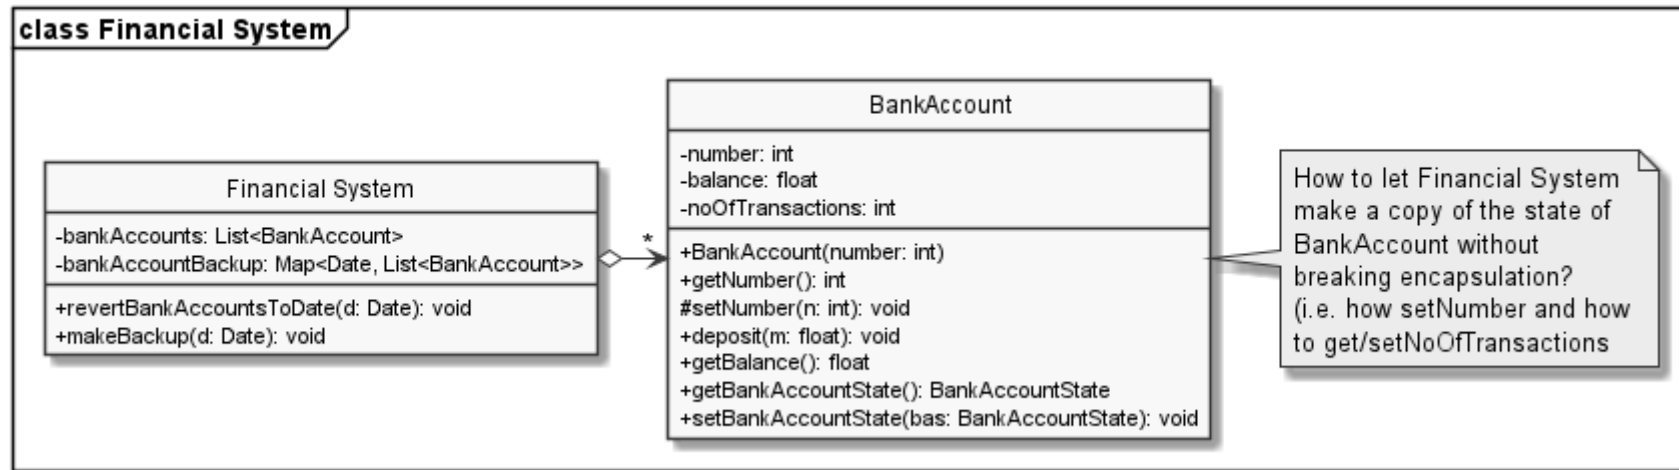 class Financial System
Financial System
-bankAccounts: List<BankAccount>
-bankAccountBackup: Map<Date, List<BankAccount>>
+revertBankAccountsToDate(d: Date): void
+makeBackup(d: Date): void
*
BankAccount
-number: int
-balance: float
-noOfTransactions: int
+BankAccount(number: int)
+getNumber(): int
#setNumber(n: int): void
+deposit(m: float): void
+getBalance(): float
+getBankAccountState(): BankAccountState
+setBankAccountState(bas: BankAccountState): void
How to let Financial System
make a copy of the state of
BankAccount without
breaking encapsulation?
(i.e. how setNumber and how
to get/setNoOfTransactions